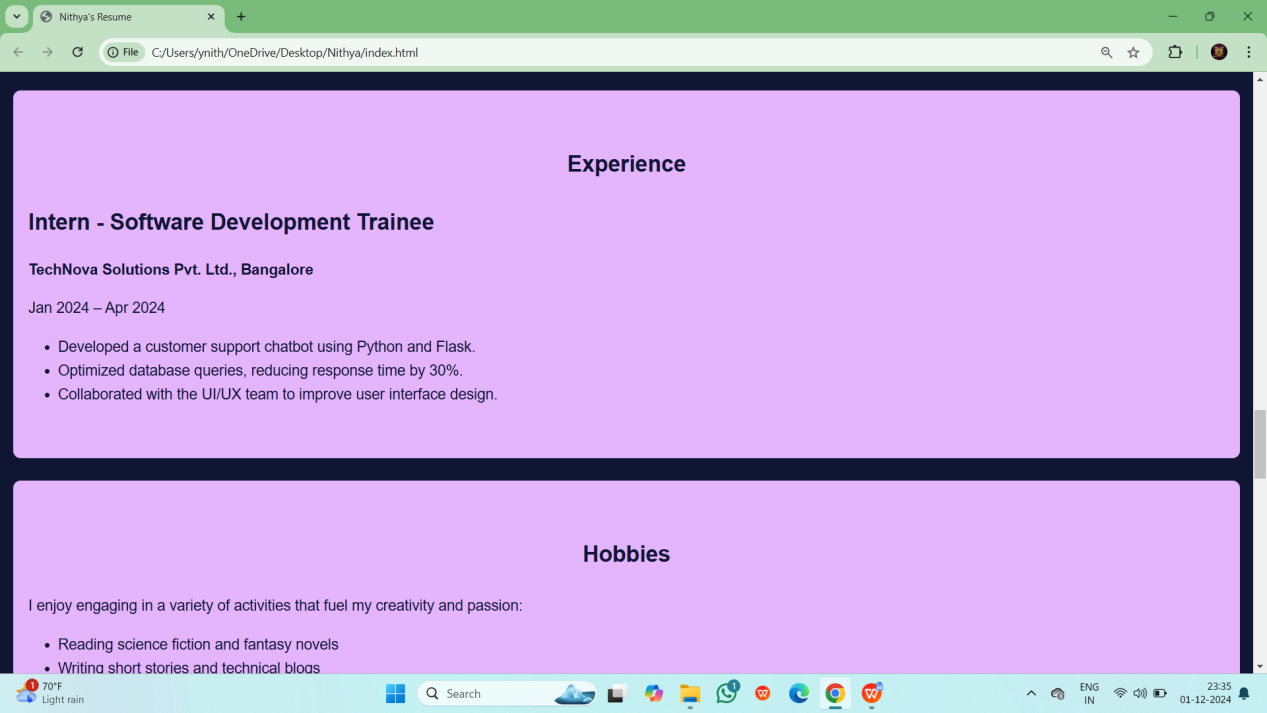 Nithya's Resume
File
C:/Users/ynith/OneDrive/Desktop/Nithya/index.html
Experience
Intern - Software Development Trainee
TechNova Solutions Pvt. Ltd., Bangalore
Jan 2024 – Apr 2024
• Developed a customer support chatbot using Python and Flask.
• Optimized database queries, reducing response time by 30%.
• Collaborated with the UI/UX team to improve user interface design.
Hobbies
I enjoy engaging in a variety of activities that fuel my creativity and passion:
• Reading science fiction and fantasy novels
• Writing short stories and technical blogs
1
70°F
Light rain
Search
1
ENG
IN
23:35
01-12-2024